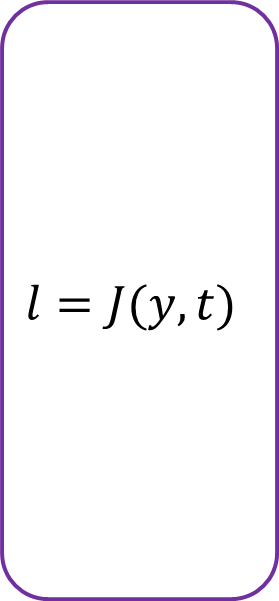 l = J(y, t)